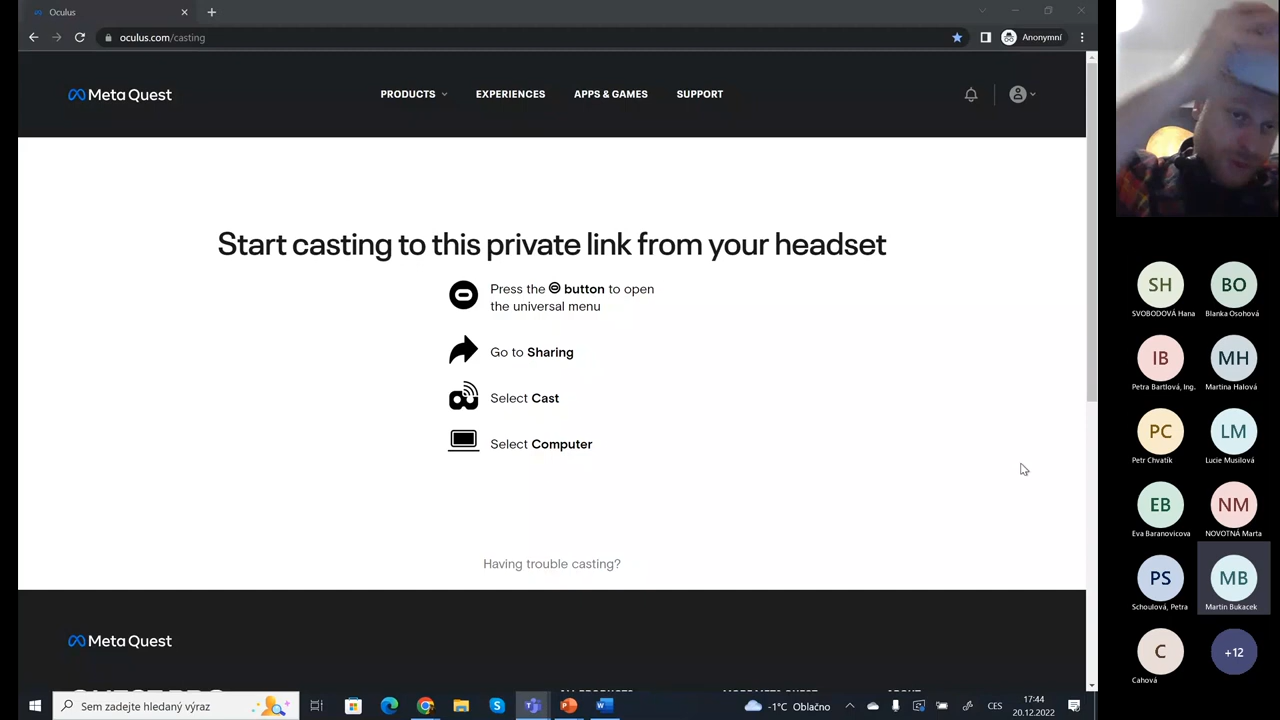 Oculus
oculus.com/casting
Anonymní
Meta Quest
PRODUCTS
EXPERIENCES
APPS & GAMES
SUPPORT
Start casting to this private link from your headset
Press the button to open
the universal menu
Go to Sharing
Select Cast
Select Computer
Having trouble casting?
Meta Quest
SH
SVOBODOVÁ Hana
BO
Blanka Osohová
IB
Petra Bartlová, Ing.
MH
Martina Halová
PC
Petr Chvatík
LM
Lucie Musilová
EB
Eva Baranovicova
NM
NOVOTNÁ Marta
PS
Schoulová, Petra
MB
Martin Bukacek
C
Cahová
+12
Sem zadejte hledaný výraz
-1°C Oblačno
CES
17:44
20.12.2022